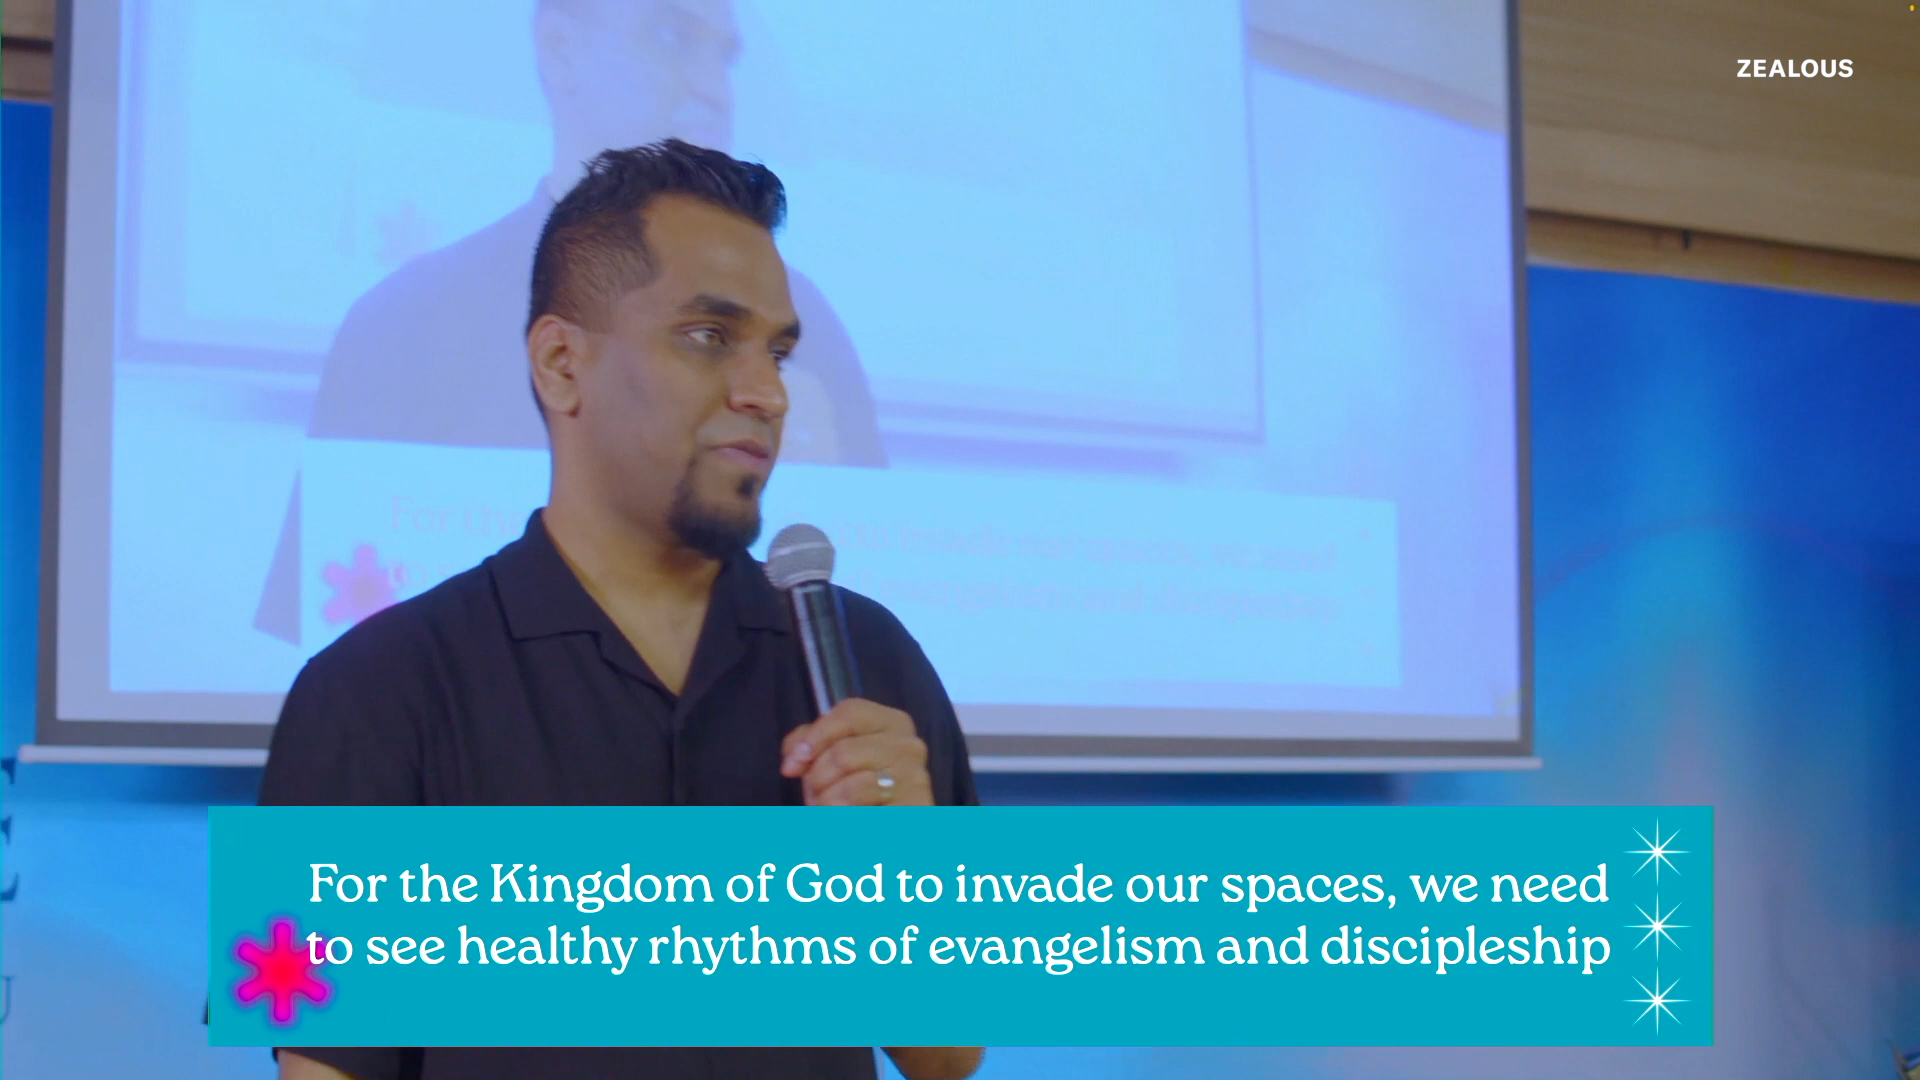 ZEALOUS
For the Kingdom of God to invade our spaces, we need
to see healthy rhythms of evangelism and discipleship